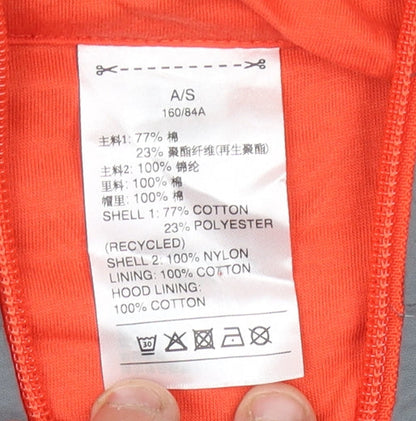 A/S
160/84A
主料1: 77% 棉
23% 聚酯纤维(再生聚酯)
主料2: 100% 锦纶
里料: 100% 棉
帽里: 100% 棉
SHELL 1: 77% COTTON
23% POLYESTER
(RECYCLED)
SHELL 2: 100% NYLON
LINING: 100% COTTON
HOOD LINING:
100% COTTON
30